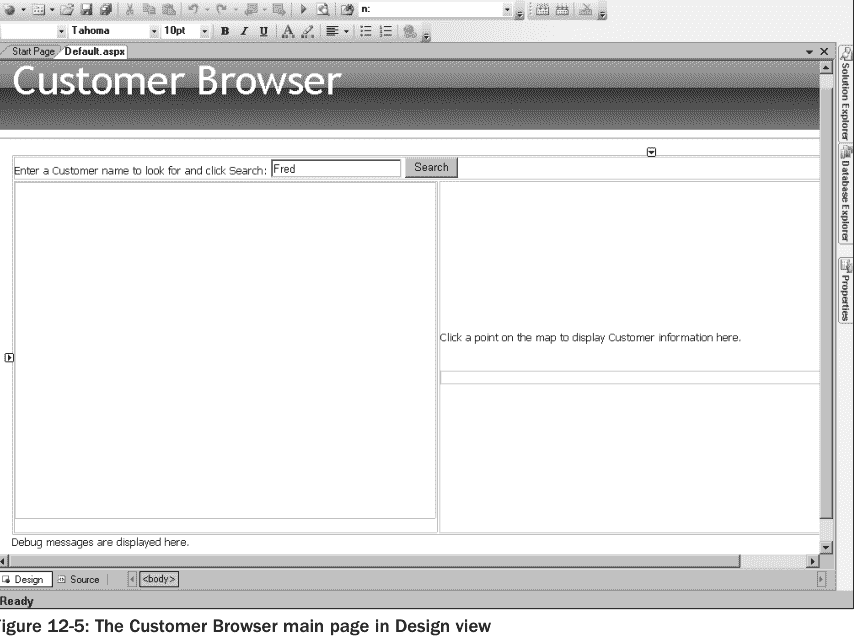 n:
Tahoma 10pt B I U A
Start Page Default.aspx
Customer Browser
Solution Explorer
Database Explorer
Properties
Enter a Customer name to look for and click Search: Fred Search
Click a point on the map to display Customer information here.
Debug messages are displayed here.
Design Source <body>
Ready
igure 12-5: The Customer Browser main page in Design view